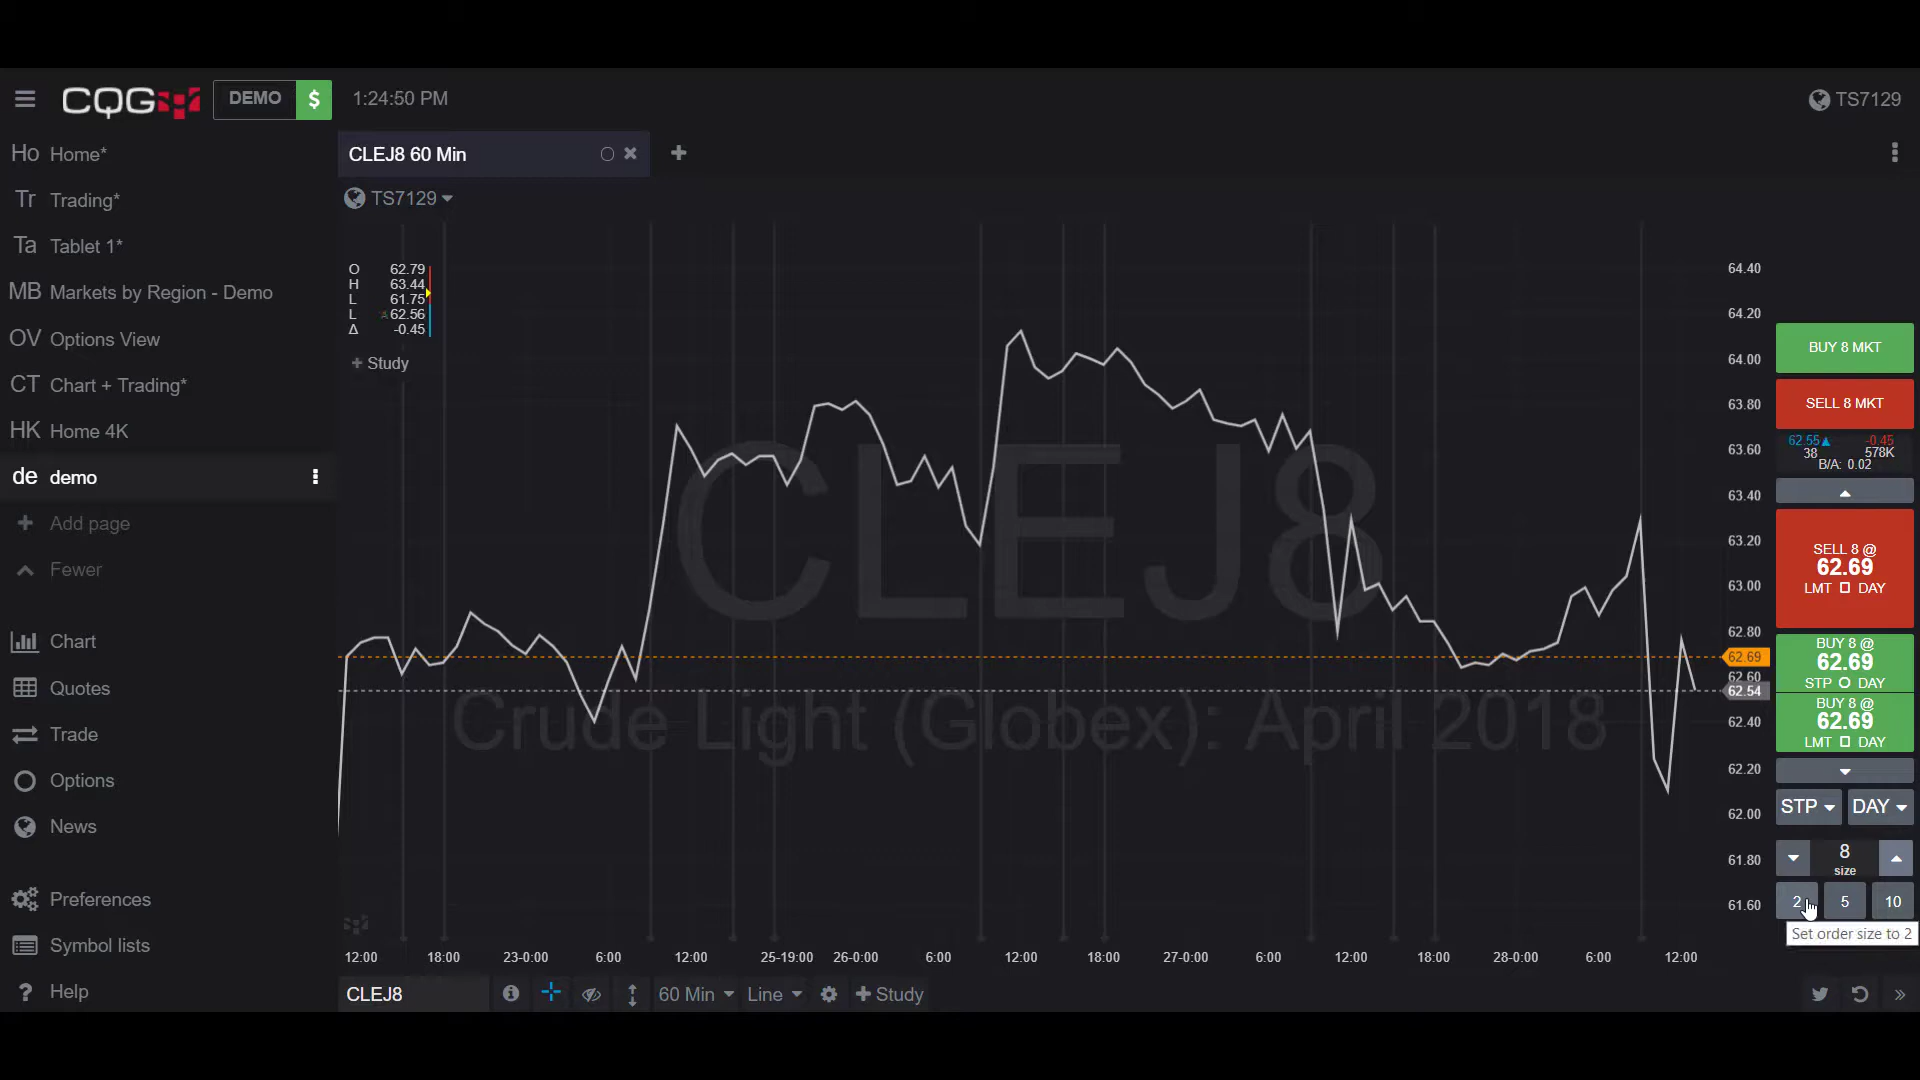 CQG DEMO $ 1:24:50 PM TS7129
Ho Home*
Tr Trading*
Ta Tablet 1*
MB Markets by Region - Demo
OV Options View
CT Chart + Trading*
HK Home 4K
de demo
+ Add page
Fewer
Chart
Quotes
Trade
Options
News
Preferences
Symbol lists
? Help
CLEJ8 60 Min
TS7129
O 62.79
H 63.44
L 61.75
L 62.56
Δ -0.45
+ Study
CLEJ8
Crude Light (Globex): April 2018
64.40
64.20
64.00
63.80
63.60
63.40
63.20
63.00
62.80
62.69
62.60
62.54
62.40
62.20
62.00
61.80
61.60
12:00 18:00 23-0:00 6:00 12:00 25-19:00 26-0:00 6:00 12:00 18:00 27-0:00 6:00 12:00 18:00 28-0:00 6:00 12:00
BUY 8 MKT
SELL 8 MKT
62.55▲ -0.45
38 578K
B/A: 0.02
SELL 8 @
62.69
LMT DAY
BUY 8 @
62.69
STP DAY
BUY 8 @
62.69
LMT DAY
STP DAY
8
size
2 5 10
Set order size to 2
CLEJ8 60 Min Line + Study